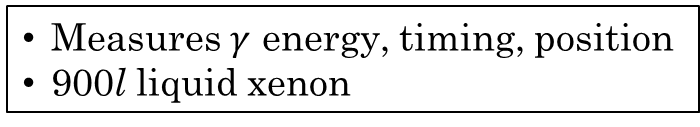 • Measures γ energy, timing, position
• 900l liquid xenon